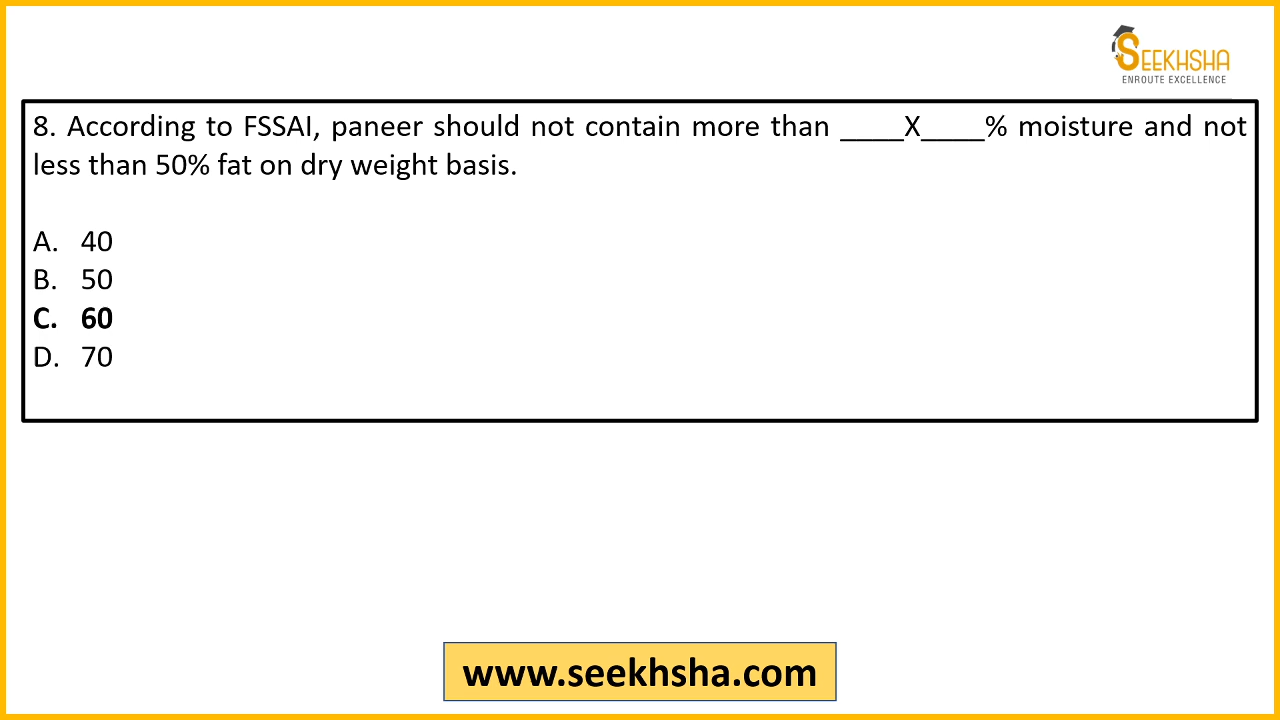 SEEKHSHA
ENROUTE EXCELLENCE
8. According to FSSAI, paneer should not contain more than ____X____% moisture and not
less than 50% fat on dry weight basis.
A. 40
B. 50
C. 60
D. 70
www.seekhsha.com